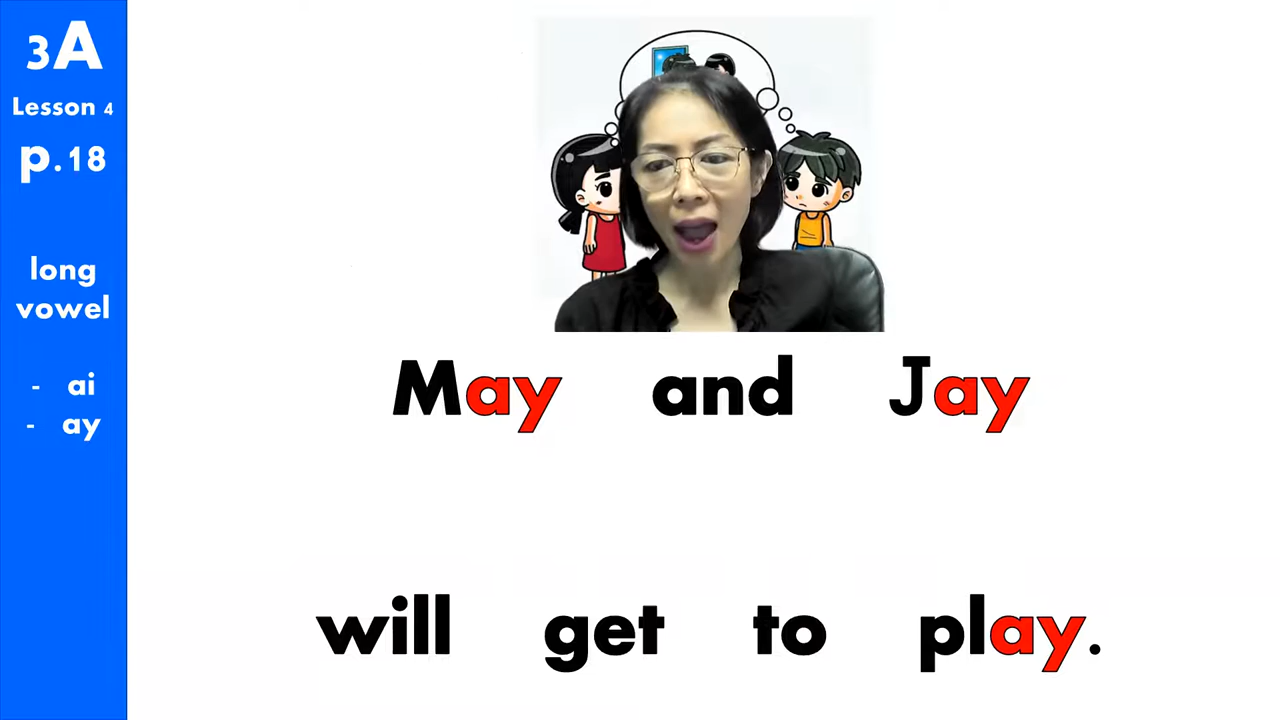 3A
Lesson 4
p.18
long
vowel
- ai
- ay
May and Jay
will get to play.